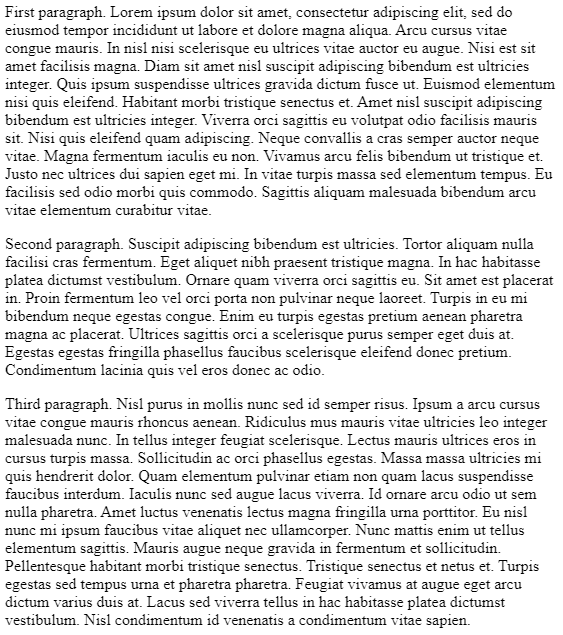 First paragraph. Lorem ipsum dolor sit amet, consectetur adipiscing elit, sed do
eiusmod tempor incididunt ut labore et dolore magna aliqua. Arcu cursus vitae
congue mauris. In nisl nisi scelerisque eu ultrices vitae auctor eu augue. Nisi est sit
amet facilisis magna. Diam sit amet nisl suscipit adipiscing bibendum est ultricies
integer. Quis ipsum suspendisse ultrices gravida dictum fusce ut. Euismod elementum
nisi quis eleifend. Habitant morbi tristique senectus et. Amet nisl suscipit adipiscing
bibendum est ultricies integer. Viverra orci sagittis eu volutpat odio facilisis mauris
sit. Nisi quis eleifend quam adipiscing. Neque convallis a cras semper auctor neque
vitae. Magna fermentum iaculis eu non. Vivamus arcu felis bibendum ut tristique et.
Justo nec ultrices dui sapien eget mi. In vitae turpis massa sed elementum tempus. Eu
facilisis sed odio morbi quis commodo. Sagittis aliquam malesuada bibendum arcu
vitae elementum curabitur vitae.
Second paragraph. Suscipit adipiscing bibendum est ultricies. Tortor aliquam nulla
facilisi cras fermentum. Eget aliquet nibh praesent tristique magna. In hac habitasse
platea dictumst vestibulum. Ornare quam viverra orci sagittis eu. Sit amet est placerat
in. Proin fermentum leo vel orci porta non pulvinar neque laoreet. Turpis in eu mi
bibendum neque egestas congue. Enim eu turpis egestas pretium aenean pharetra
magna ac placerat. Ultrices sagittis orci a scelerisque purus semper eget duis at.
Egestas egestas fringilla phasellus faucibus scelerisque eleifend donec pretium.
Condimentum lacinia quis vel eros donec ac odio.
Third paragraph. Nisl purus in mollis nunc sed id semper risus. Ipsum a arcu cursus
vitae congue mauris rhoncus aenean. Ridiculus mus mauris vitae ultricies leo integer
malesuada nunc. In tellus integer feugiat scelerisque. Lectus mauris ultrices eros in
cursus turpis massa. Sollicitudin ac orci phasellus egestas. Massa massa ultricies mi
quis hendrerit dolor. Quam elementum pulvinar etiam non quam lacus suspendisse
faucibus interdum. Iaculis nunc sed augue lacus viverra. Id ornare arcu odio ut sem
nulla pharetra. Amet luctus venenatis lectus magna fringilla urna porttitor. Eu nisl
nunc mi ipsum faucibus vitae aliquet nec ullamcorper. Nunc mattis enim ut tellus
elementum sagittis. Mauris augue neque gravida in fermentum et sollicitudin.
Pellentesque habitant morbi tristique senectus. Tristique senectus et netus et. Turpis
egestas sed tempus urna et pharetra pharetra. Feugiat vivamus at augue eget arcu
dictum varius duis at. Lacus sed viverra tellus in hac habitasse platea dictumst
vestibulum. Nisl condimentum id venenatis a condimentum vitae sapien.